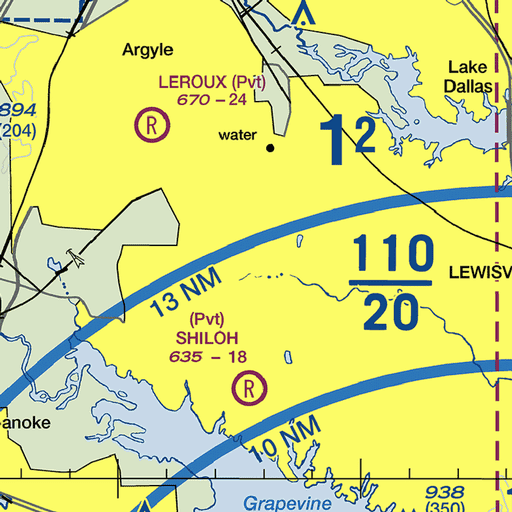 Argyle
Lake
Dallas
LEROUX (Pvt)
670 – 24
R
894
(204)
water
1²
110
20
LEWISV
13 NM
(Pvt)
SHILOH
635 – 18
R
10 NM
anoke
Grapevine
938
(350)